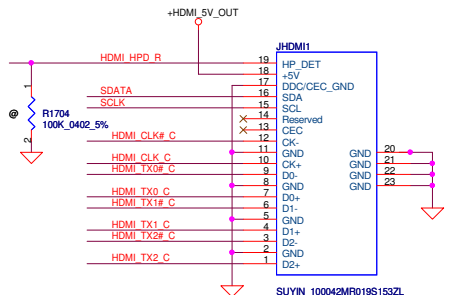 +HDMI_5V_OUT
JHDMI1
HDMI_HPD_R 19 HP_DET
18 +5V
17 DDC/CEC_GND
SDATA 16 SDA
SCLK 15 SCL
14 Reserved
13 CEC
HDMI_CLK#_C 12 CK-
11 GND GND 20
HDMI_CLK_C 10 CK+ GND 21
HDMI_TX0#_C 9 D0- GND 22
8 GND GND 23
HDMI_TX0_C 7 D0+
HDMI_TX1#_C 6 D1-
5 GND
HDMI_TX1_C 4 D1+
HDMI_TX2#_C 3 D2-
2 GND
HDMI_TX2_C 1 D2+
1
@ R1704
100K_0402_5%
2
SUYIN_100042MR019S153ZL